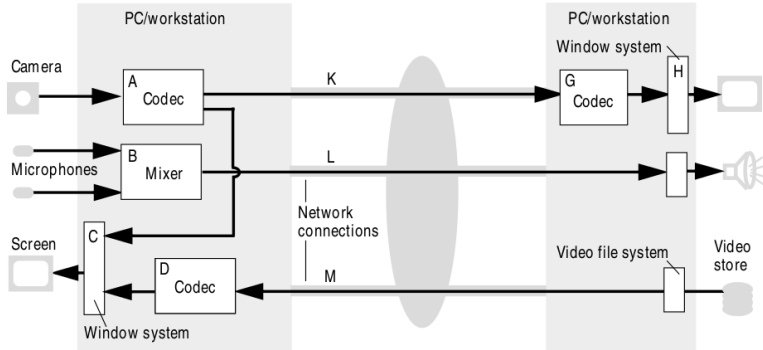 PC/workstation
PC/workstation
Window system
Camera
A
Codec
K
G
Codec
H
B
Mixer
L
Microphones
Network
connections
Screen
C
Video file system
Video
store
D
Codec
M
Window system